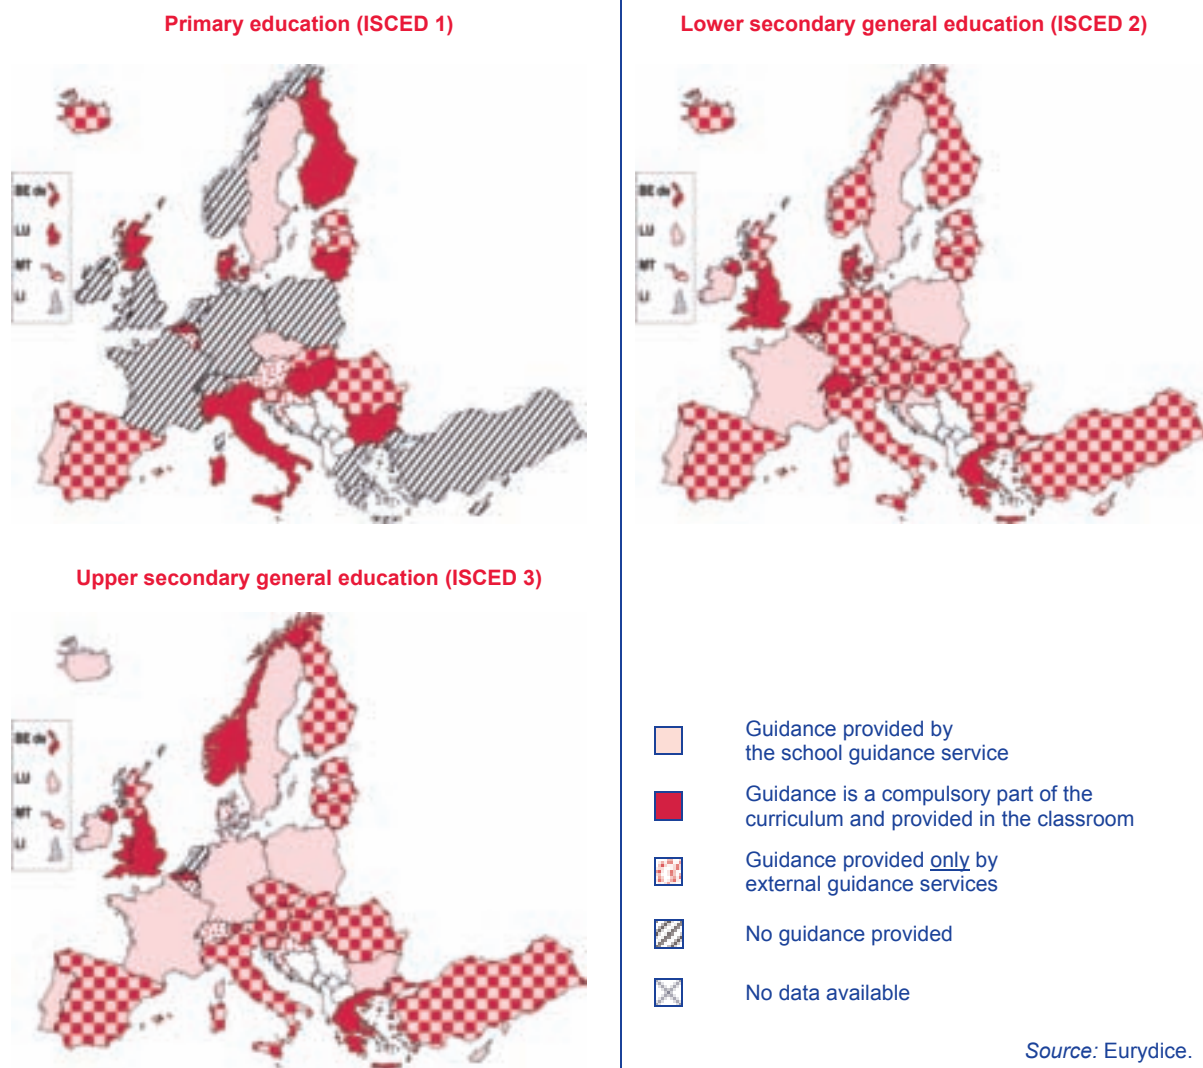 Primary education (ISCED 1)
BE de
LU
MT
LI
Lower secondary general education (ISCED 2)
BE de
LU
MT
LI
Upper secondary general education (ISCED 3)
BE de
LU
MT
LI
Guidance provided by
the school guidance service
Guidance is a compulsory part of the
curriculum and provided in the classroom
Guidance provided only by
external guidance services
No guidance provided
No data available
Source: Eurydice.